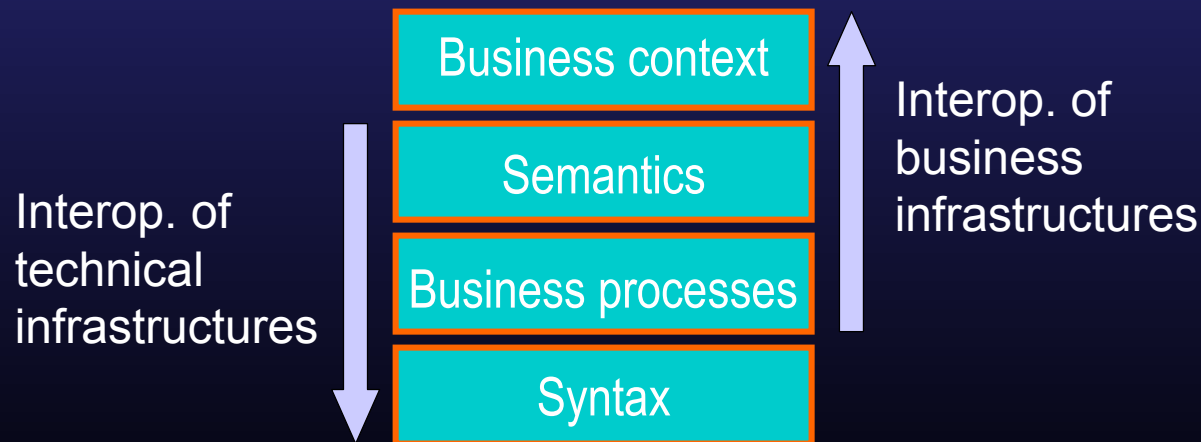 Business context
Semantics
Business processes
Syntax
Interop. of
technical
infrastructures
Interop. of
business
infrastructures